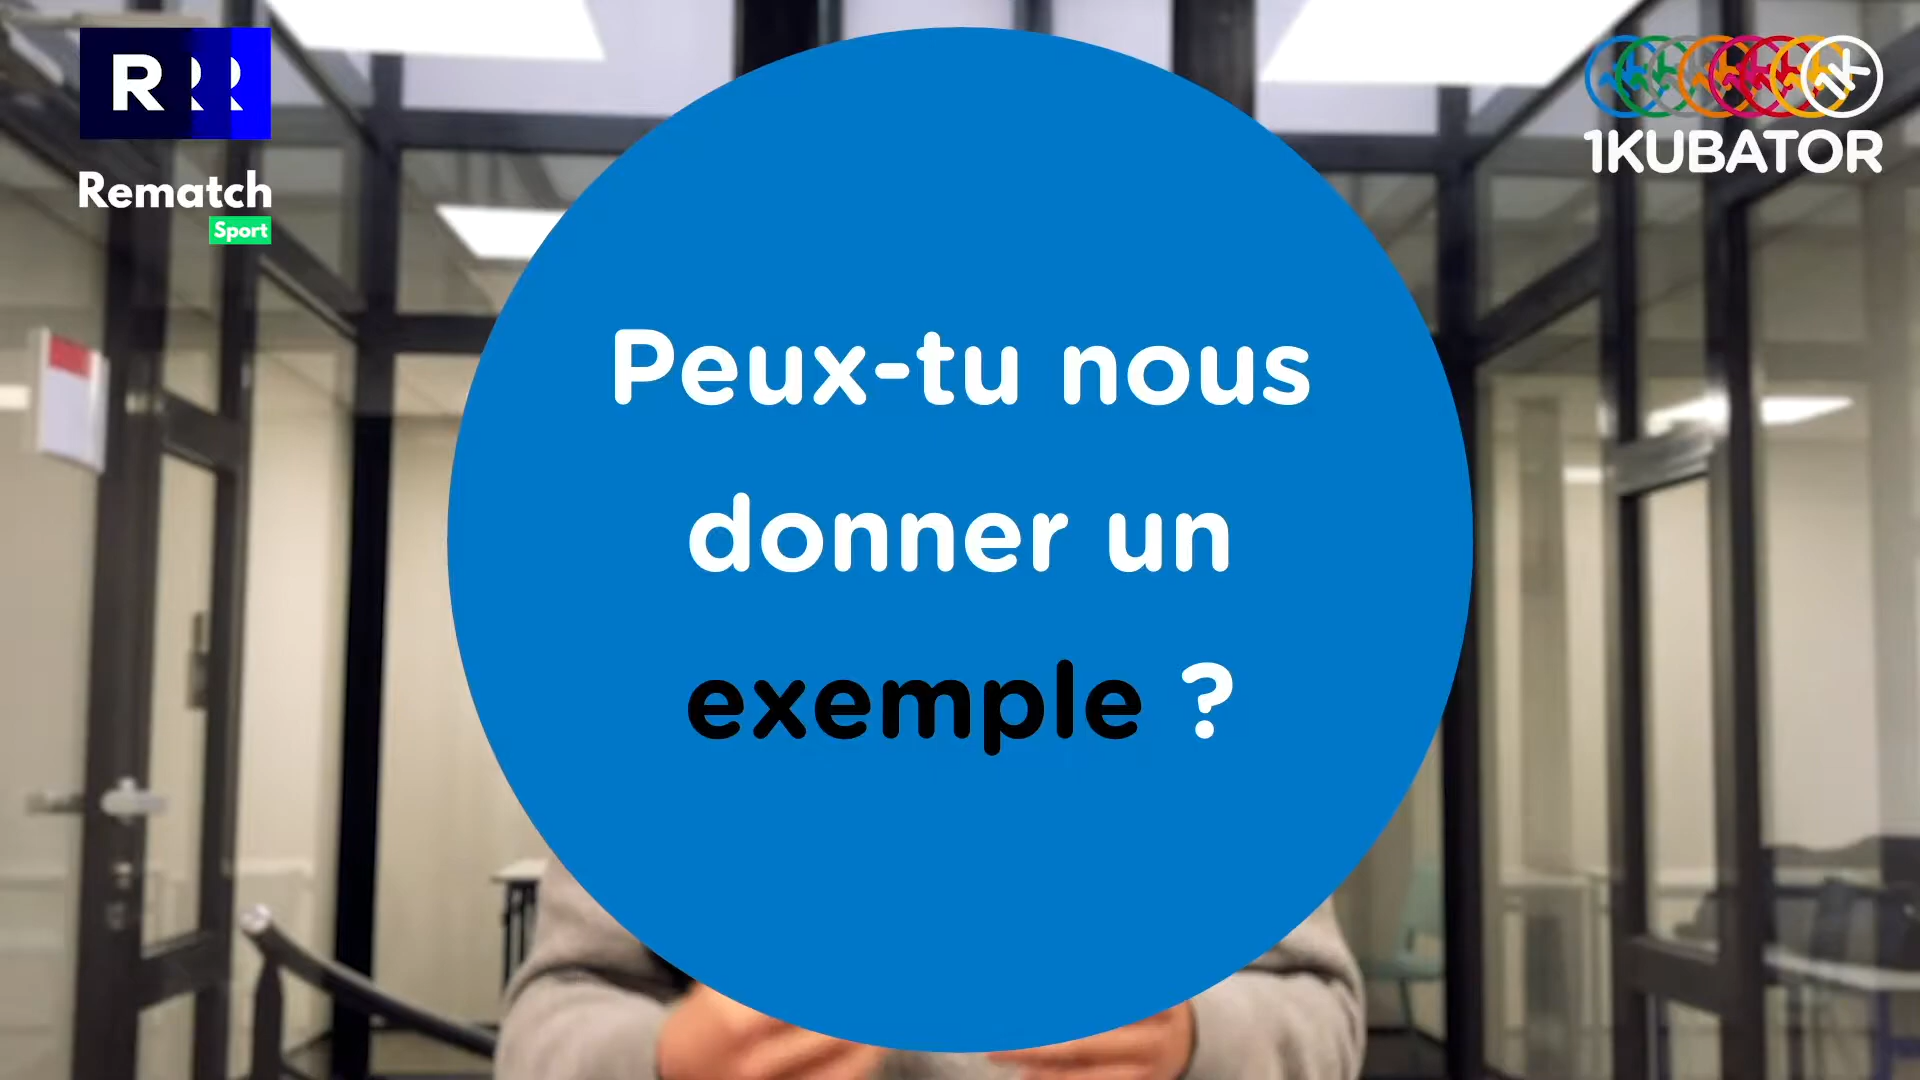 R
Rematch
Sport
1KUBATOR
Peux-tu nous
donner un
exemple ?